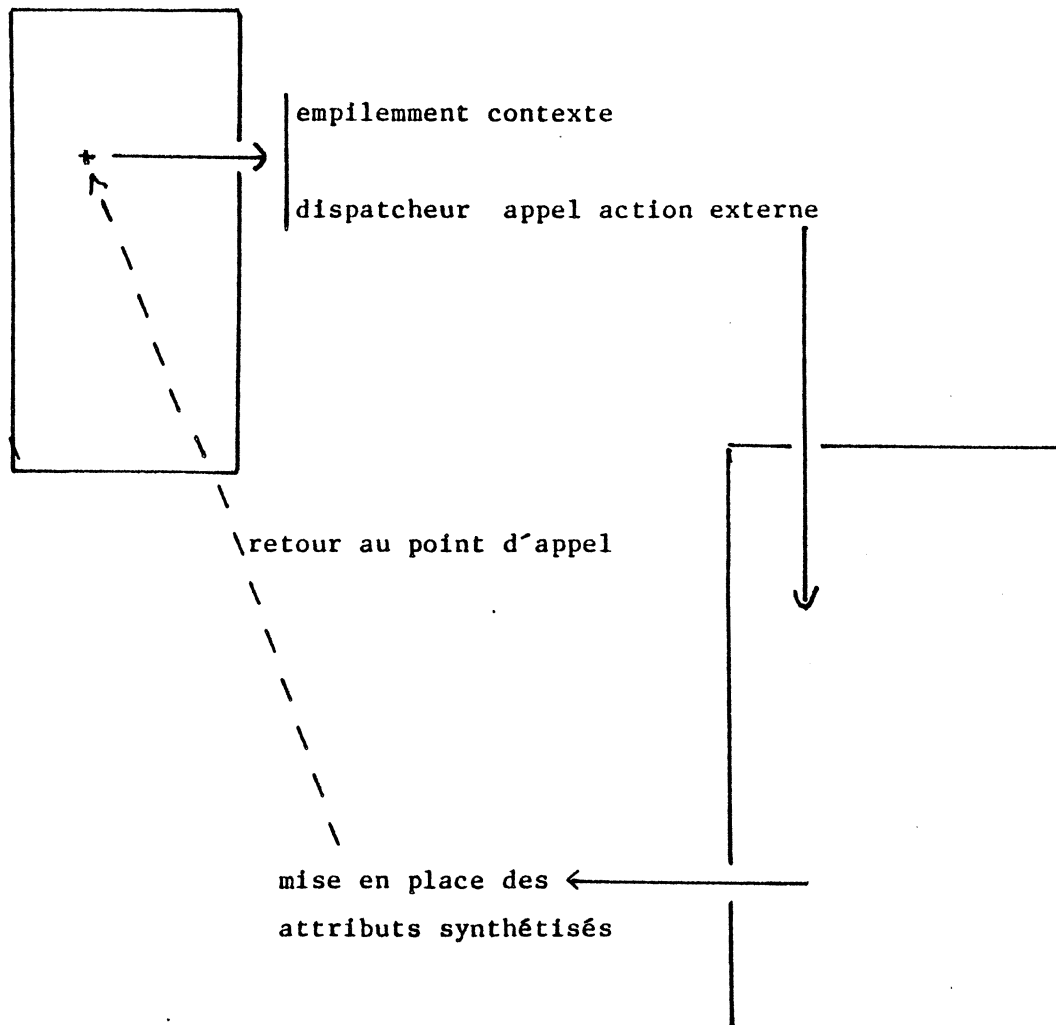 empilemment contexte
dispatcheur appel action externe
retour au point d´appel
mise en place des
attributs synthétisés